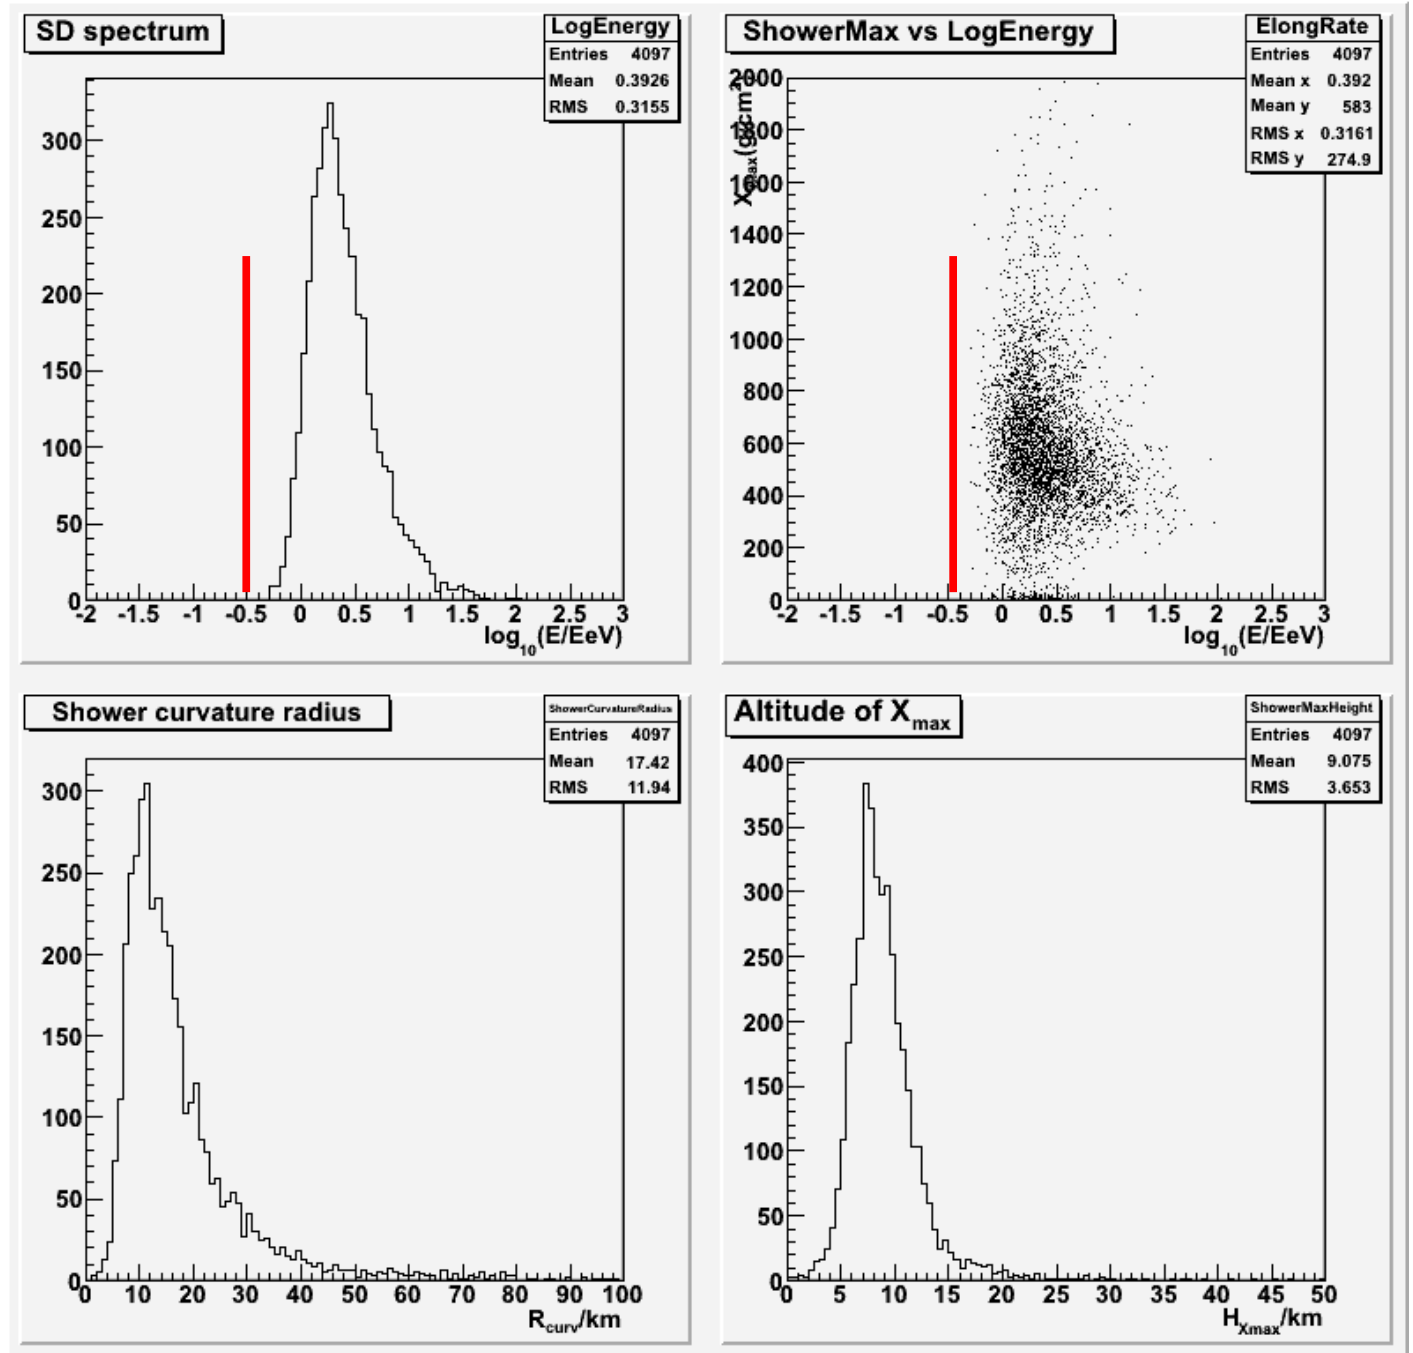 SD spectrum
LogEnergy
Entries 4097
Mean 0.3926
RMS 0.3155
300
250
200
150
100
50
0
-2 -1.5 -1 -0.5 0 0.5 1 1.5 2 2.5 3
log10(E/EeV)
ShowerMax vs LogEnergy
ElongRate
Entries 4097
Mean x 0.392
Mean y 583
RMS x 0.3161
RMS y 274.9
Xmax(g/cm²)
2000
1800
1600
1400
1200
1000
800
600
400
200
0
-2 -1.5 -1 -0.5 0 0.5 1 1.5 2 2.5 3
log10(E/EeV)
Shower curvature radius
ShowerCurvatureRadius
Entries 4097
Mean 17.42
RMS 11.94
300
250
200
150
100
50
0
0 10 20 30 40 50 60 70 80 90 100
Rcurv/km
Altitude of Xmax
ShowerMaxHeight
Entries 4097
Mean 9.075
RMS 3.653
400
350
300
250
200
150
100
50
0
0 5 10 15 20 25 30 35 40 45 50
HXmax/km